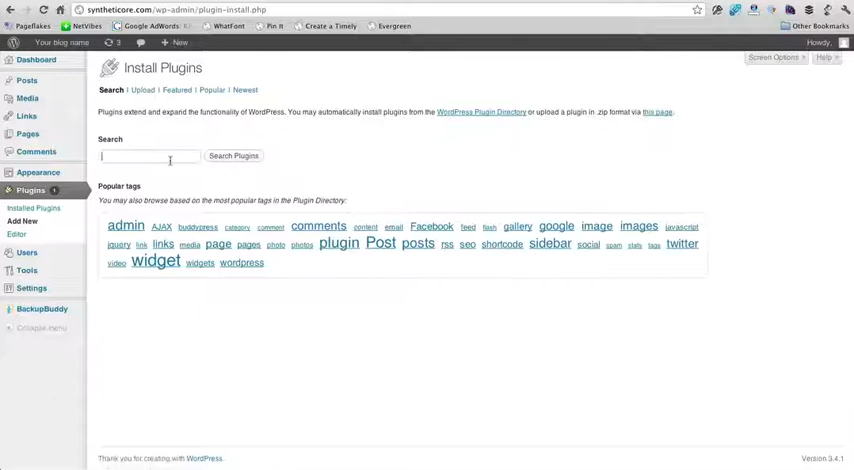 syntheticore.com/wp-admin/plugin-install.php
Pageflakes NetVibes Google AdWords: WhatFont Pin It Create a Timely Evergreen Other Bookmarks
Your blog name 3 + New Howdy,
Dashboard
Posts
Media
Links
Pages
Comments
Appearance
Plugins 1
Installed Plugins
Add New
Editor
Users
Tools
Settings
BackupBuddy
Collapse menu
Screen Options Help
Install Plugins
Search | Upload | Featured | Popular | Newest
Plugins extend and expand the functionality of WordPress. You may automatically install plugins from the WordPress Plugin Directory or upload a plugin in .zip format via this page.
Search
Search Plugins
Popular tags
You may also browse based on the most popular tags in the Plugin Directory:
admin AJAX buddypress category comment comments content email Facebook feed flash gallery google image images javascript
jquery link links media page pages photo photos plugin Post posts rss seo shortcode sidebar social spam stats tags twitter
video widget widgets wordpress
Thank you for creating with WordPress.
Version 3.4.1